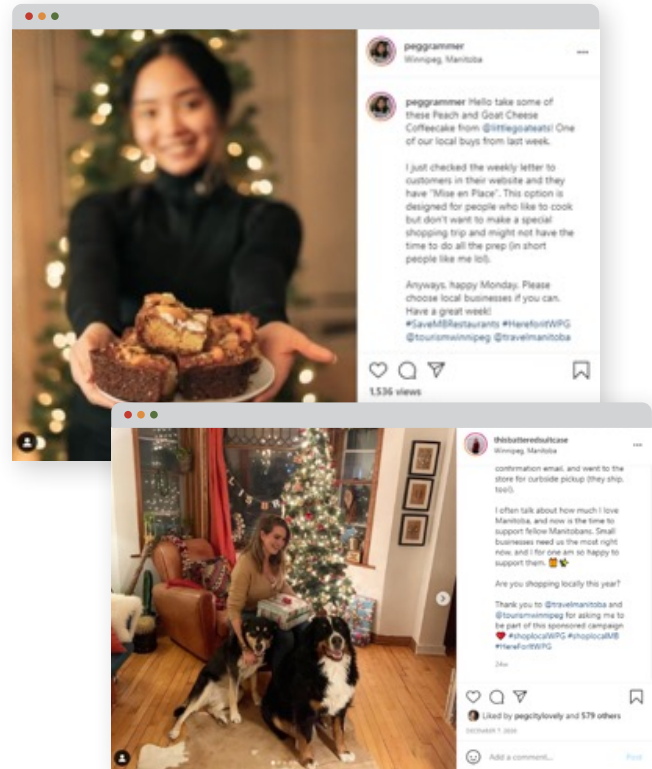 peggrammer
Winnipeg, Manitoba
peggrammer Hello take some of
these Peach and Goat Cheese
Coffeecake from @littlegoateats! One
of our local buys from last week.
I just checked the weekly letter to
customers in their website and they
have "Mise en Place". This option is
designed for people who like to cook
but don't want to make a special
shopping trip and might not have the
time to do all the prep (in short
people like me lol).
Anyways, happy Monday. Please
choose local businesses if you can.
Have a great week!
#SaveMBRestaurants #HereforitWPG
@tourismwinnipeg @travelmanitoba
1,536 views
thisbatteredsuitcase
Winnipeg, Manitoba
confirmation email, and went to the
store for curbside pickup (they ship,
too!).
I often talk about how much I love
Manitoba, and now is the time to
support fellow Manitobans. Small
businesses need us the most right
now, and I for one am so happy to
support them.
Are you shopping locally this year?
Thank you to @travelmanitoba and
@tourismwinnipeg for asking me to
be part of this sponsored campaign
#shoplocalWPG #shoplocalMB
#HereForItWPG
24w
Liked by pegcitylovely and 579 others
Add a comment...
Post